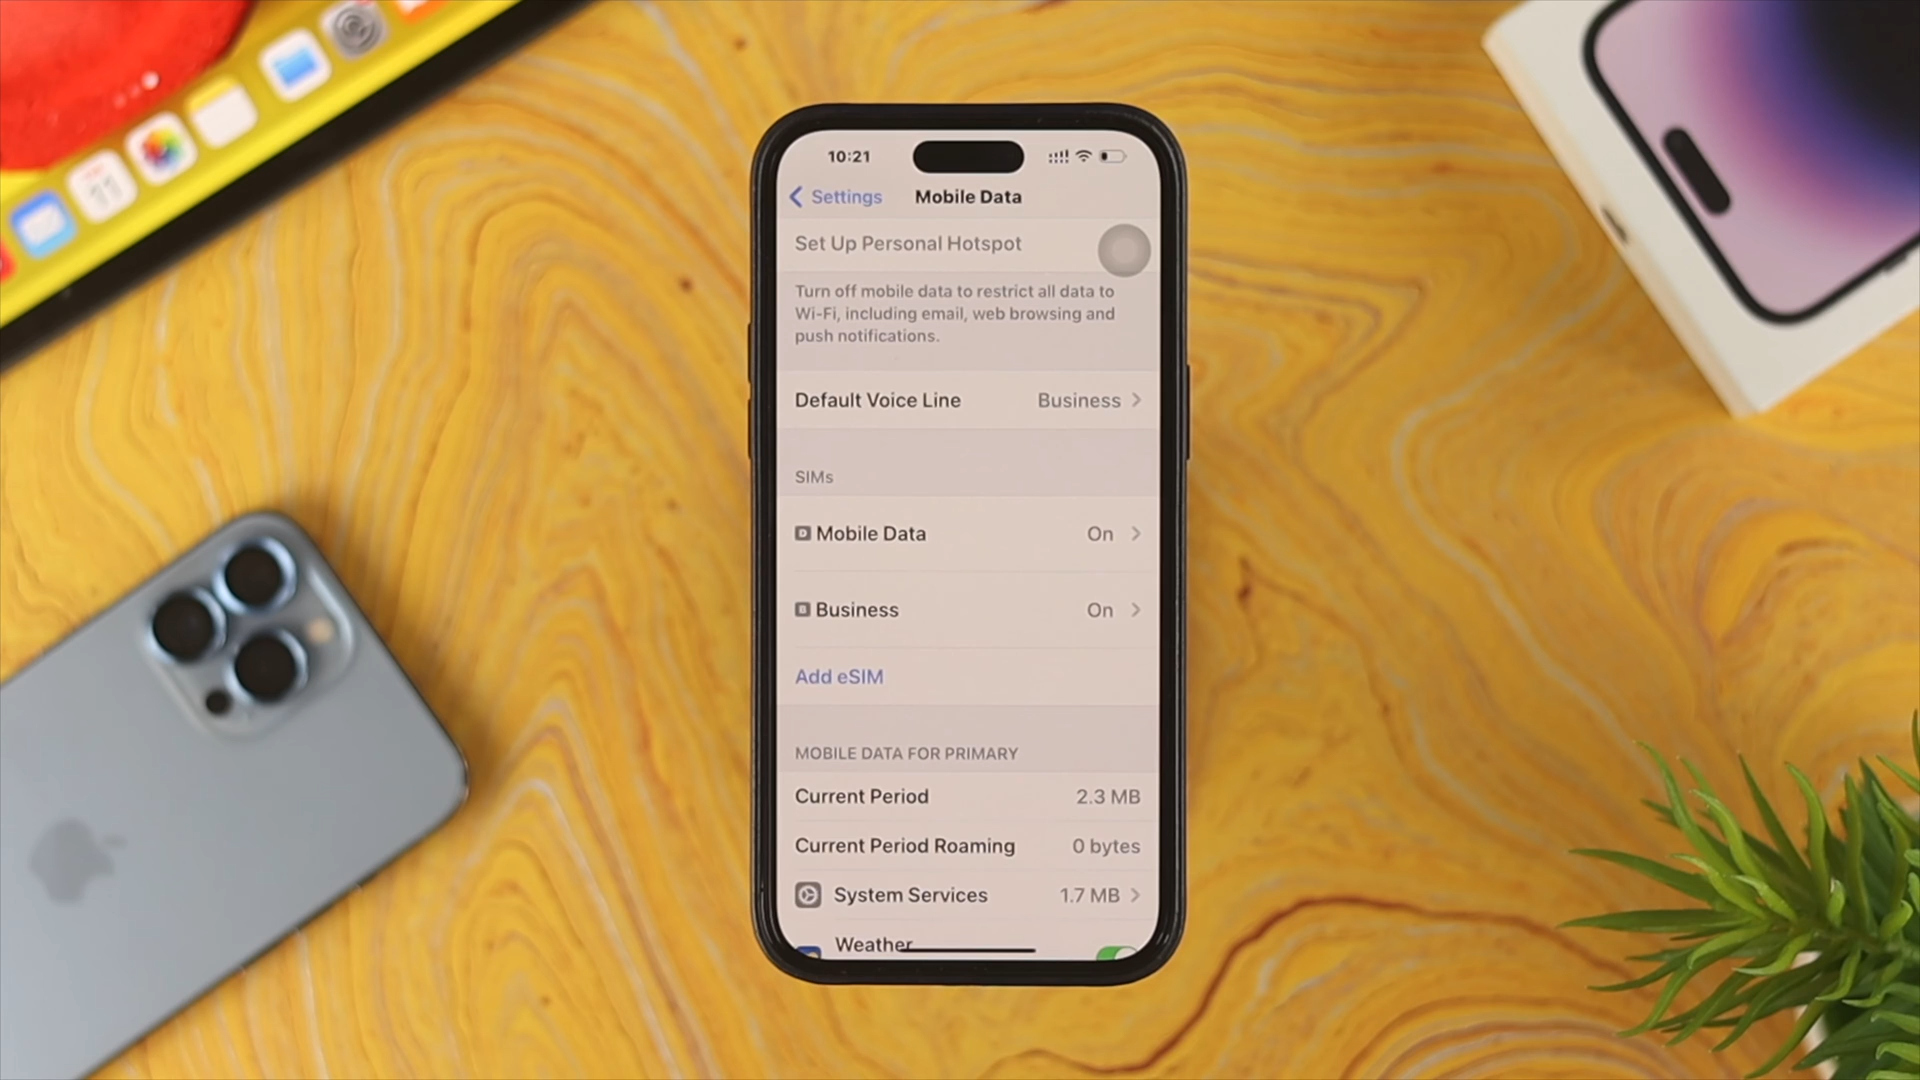 10:21
Settings
Mobile Data
Set Up Personal Hotspot
Turn off mobile data to restrict all data to
Wi-Fi, including email, web browsing and
push notifications.
Default Voice Line
Business
SIMs
D Mobile Data
On
B Business
On
Add eSIM
MOBILE DATA FOR PRIMARY
Current Period
2.3 MB
Current Period Roaming
0 bytes
System Services
1.7 MB
Weather